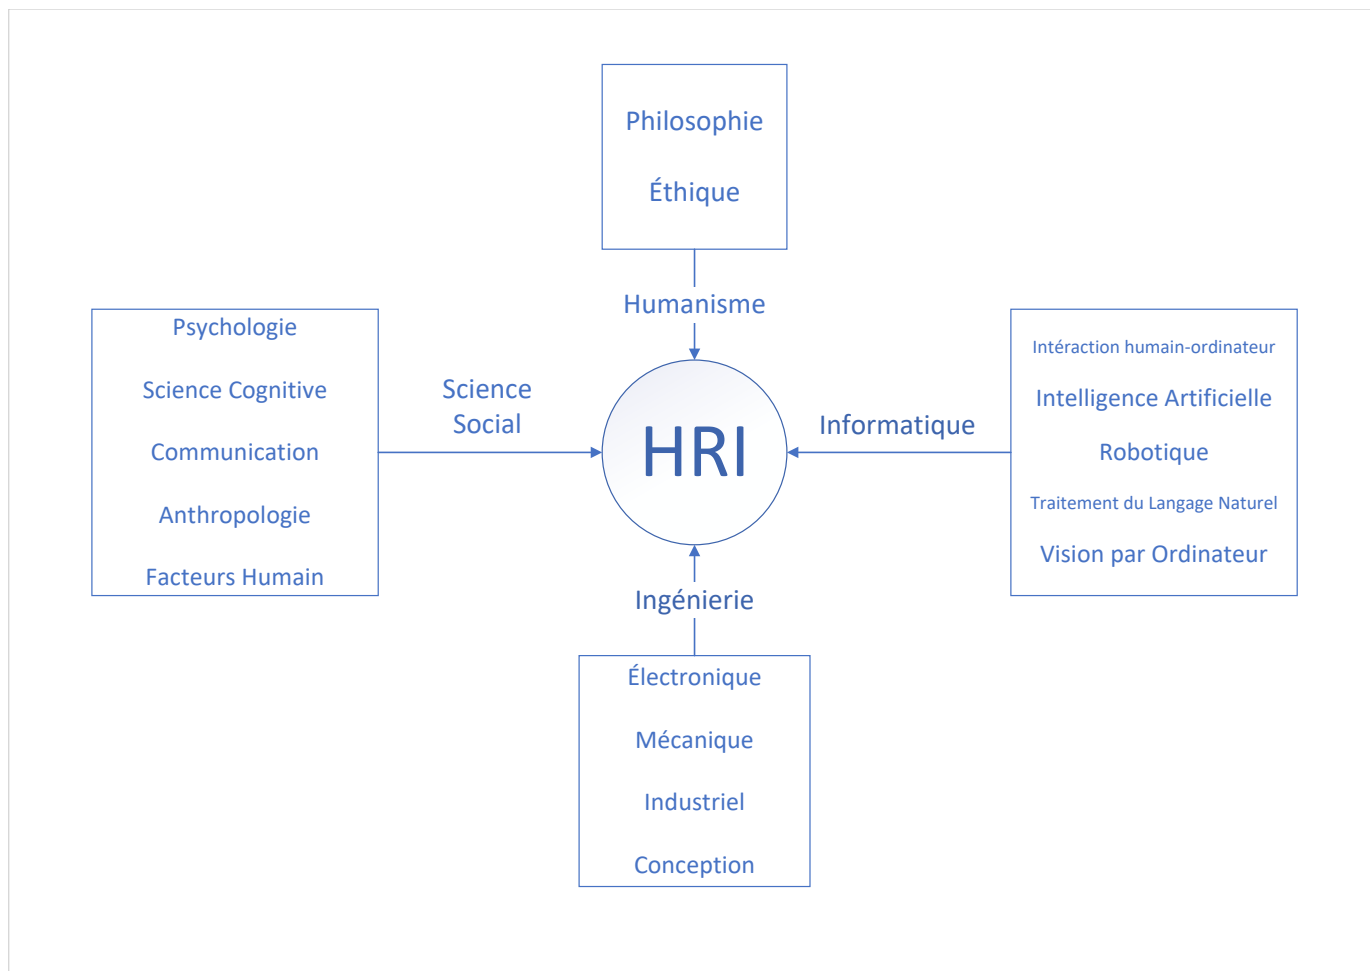 Philosophie
Éthique
Humanisme
Psychologie
Science Cognitive
Communication
Anthropologie
Facteurs Humain
Science
Social
HRI
Informatique
Intéraction humain-ordinateur
Intelligence Artificielle
Robotique
Traitement du Langage Naturel
Vision par Ordinateur
Ingénierie
Électronique
Mécanique
Industriel
Conception